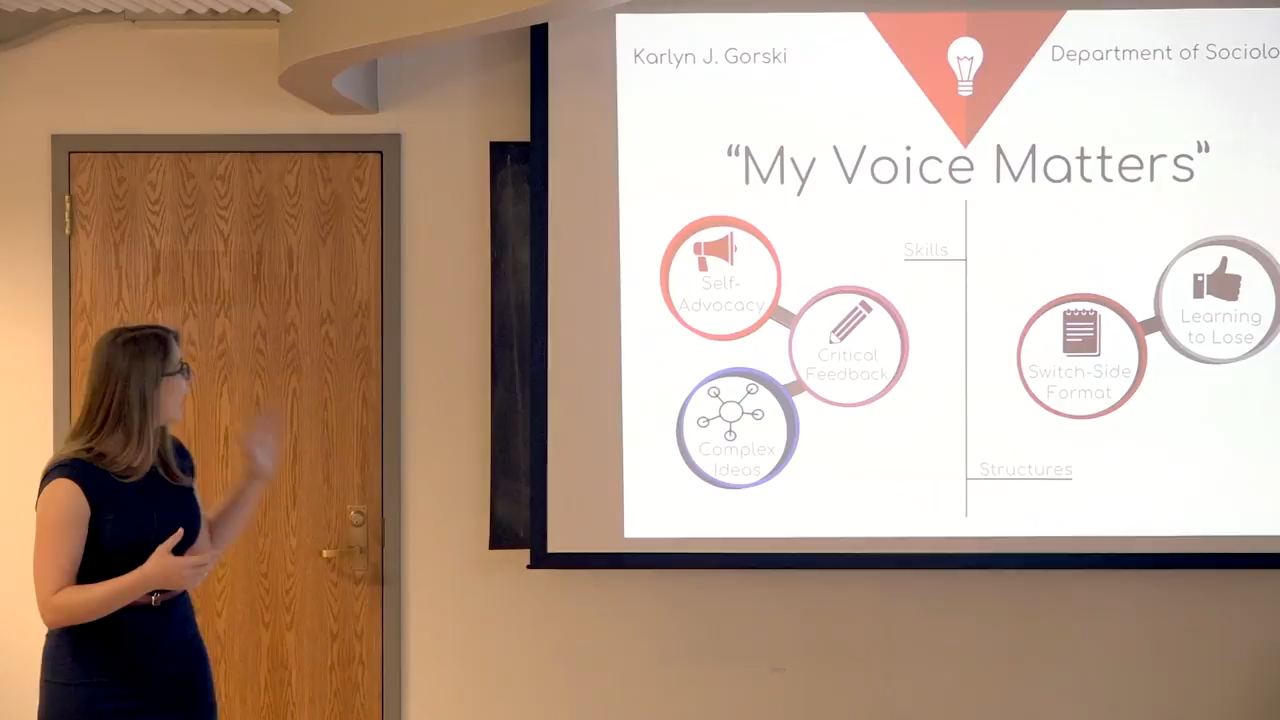 Karlyn J. Gorski
Department of Sociolo
“My Voice Matters”
Skills
Self-
Advocacy
Critical
Feedback
Complex
Ideas
Learning
to Lose
Switch-Side
Format
Structures